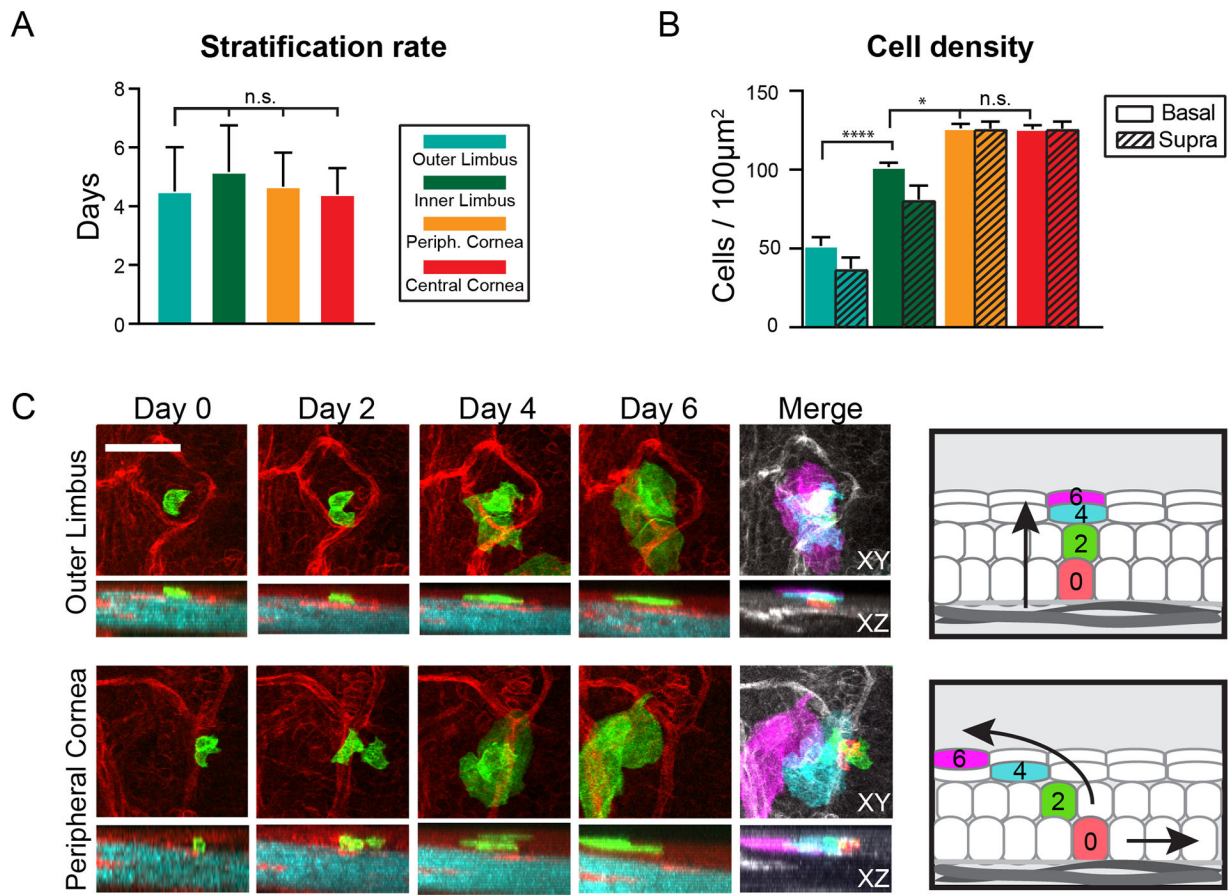 A
Stratification rate
8
6
4
2
0
Days
n.s.
Outer Limbus
Inner Limbus
Periph. Cornea
Central Cornea
B
Cell density
150
100
50
0
Cells / 100µm²
****
*
n.s.
Basal
Supra
C
Day 0
Day 2
Day 4
Day 6
Merge
Outer Limbus
XY
XZ
6
4
2
0
Peripheral Cornea
XY
XZ
6
4
2
0